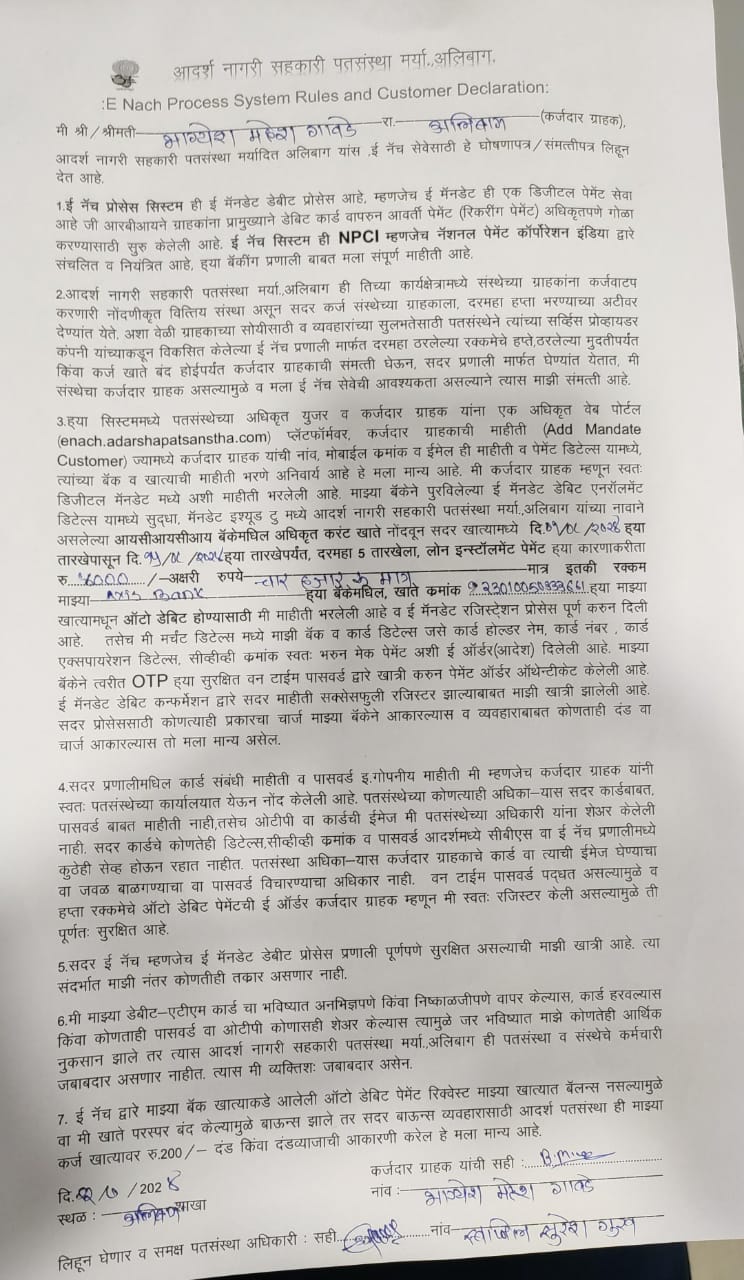 आदर्श नागरी सहकारी पतसंस्था मर्या.,अलिबाग.
:E Nach Process System Rules and Customer Declaration:
मी श्री/श्रीमती भाग्येश महेश गावडे रा. अलिबाग (कर्जदार ग्राहक),
आदर्श नागरी सहकारी पतसंस्था मर्यादित अलिबाग यांस .ई नॅच सेवेसाठी हे घोषणापत्र/संमत्तीपत्र लिहून
देत आहे.
1.ई नॅच प्रोसेस सिस्टम ही ई मॅनडेट डेबीट प्रोसेस आहे, म्हणजेच ई मॅनडेट ही एक डिजीटल पेमेंट सेवा
आहे जी आरबीआयने ग्राहकांना प्रामुख्याने डेबिट कार्ड वापरुन आवर्ती पेमेंट (रिकरींग पेमेंट) अधिकृतपणे गोळा
करण्यासाठी सुरु केलेली आहे. ई नॅच सिस्टम ही NPCI म्हणजेच नॅशनल पेमेंट कॉर्पोरेशन इंडिया द्वारे
संचलित व नियंत्रित आहे, ह्या बॅकींग प्रणाली बाबत मला संपूर्ण माहीती आहे.
2.आदर्श नागरी सहकारी पतसंस्था मर्या.अलिबाग ही तिच्या कार्यक्षेत्रामध्ये संस्थेच्या ग्राहकांना कर्जवाटप
करणारी नोंदणीकृत वित्तिय संस्था असून सदर कर्ज संस्थेच्या ग्राहकाला, दरमहा हप्ता भरण्याच्या अटीवर
देण्यांत येते. अशा वेळी ग्राहकाच्या सोयीसाठी व व्यवहारांच्या सुलभतेसाठी पतसंस्थेने त्यांच्या सर्व्हिस प्रोव्हायडर
कंपनी यांच्याकडून विकसित केलेल्या ई नॅच प्रणाली मार्फत दरमहा ठरलेल्या रक्कमेचे हप्ते,ठरलेल्या मुदतीपर्यत
किंवा कर्ज खाते बंद होईपर्यंत कर्जदार ग्राहकाची संमत्ती घेऊन, सदर प्रणाली मार्फत घेण्यांत येतात, मी
संस्थेचा कर्जदार ग्राहक असल्यामुळे व मला ई नॅच सेवेची आवश्यकता असल्याने त्यास माझी संमत्ती आहे.
3.ह्या सिस्टममध्ये पतसंस्थेच्या अधिकृत युजर व कर्जदार ग्राहक यांना एक अधिकृत वेब पोर्टल
(enach.adarshapatsanstha.com) प्लॅटफॉर्मवर, कर्जदार ग्राहकाची माहीती (Add Mandate
Customer) ज्यामध्ये कर्जदार ग्राहक यांची नांव, मोबाईल क्रमांक व ईमेल ही माहीती व पेमेंट डिटेल्स यामध्ये,
त्यांच्या बॅक व खात्याची माहीती भरणे अनिवार्य आहे हे मला मान्य आहे. मी कर्जदार ग्राहक म्हणून स्वतः
डिजीटल मॅनडेट मध्ये अशी माहीती भरलेली आहे. माझ्या बॅकेने पुरविलेल्या ई मॅनडेट डेबिट एनरॉलमेंट
डिटेल्स यामध्ये सुद्धा, मॅनडेट इश्यूड टु मध्ये आदर्श नागरी सहकारी पतसंस्था मर्या.,अलिबाग यांच्या नावाने
असलेल्या आयसीआयसीआय बॅकेमधिल अधिकृत करंट खाते नोंदवून सदर खात्यामध्ये दि. ह्या
तारखेपासून दि. ह्या तारखेपर्यंत, दरमहा 5 तारखेला, लोन इन्स्टॉलमेंट पेमेंट ह्या कारणाकरीता
रु. 4000 /-अक्षरी रुपये चार हजार रु मात्र मात्र इतकी रक्कम
माझ्या Axis Bank ह्या बॅकेमधिल, खाते क्रमांक ह्या माझ्या
खात्यामधून ऑटो डेबिट होण्यासाठी मी माहीती भरलेली आहे व ई मॅनडेट रजिस्ट्रेशन प्रोसेस पूर्ण करुन दिली
आहे. तसेच मी मर्चंट डिटेल्स मध्ये माझी बॅक व कार्ड डिटेल्स जसे कार्ड होल्डर नेम, कार्ड नंबर , कार्ड
एक्सपायरेशन डिटेल्स, सीव्हीव्ही क्रमांक स्वतः भरुन मेक पेमेंट अशी ई ऑर्डर(आदेश) दिलेली आहे. माझ्या
बॅकेने त्वरीत OTP ह्या सुरक्षित वन टाईम पासवर्ड द्वारे खात्री करुन पेमेंट ऑर्डर ऑथेन्टीकेट केलेली आहे.
ई मॅनडेट डेबिट कन्फर्मेशन द्वारे सदर माहीती सक्सेसफुली रजिस्टर झाल्याबाबत माझी खात्री झालेली आहे.
सदर प्रोसेससाठी कोणत्याही प्रकारचा चार्ज माझ्या बॅकेने आकारल्यास व व्यवहाराबाबत कोणताही दंड वा
चार्ज आकारल्यास तो मला मान्य असेल.
4.सदर प्रणालीमधिल कार्ड संबंधी माहीती व पासवर्ड इ.गोपनीय माहीती मी म्हणजेच कर्जदार ग्राहक यांनी
स्वतः पतसंस्थेच्या कार्यालयात येऊन नोंद केलेली आहे. पतसंस्थेच्या कोणत्याही अधिका–यास सदर कार्डबाबत,
पासवर्ड बाबत माहीती नाही,तसेच ओटीपी वा कार्डची ईमेज मी पतसंस्थेच्या अधिकारी यांना शेअर केलेली
नाही. सदर कार्डचे कोणतेही डिटेल्स,सीव्हीव्ही क्रमांक व पासवर्ड आदर्शमध्ये सीबीएस वा ई नॅच प्रणालीमध्ये
कुठेही सेव्ह होऊन रहात नाहीत. पतसंस्था अधिका–यास कर्जदार ग्राहकाचे कार्ड वा त्याची ईमेज घेण्याचा
वा जवळ बाळगण्याचा वा पासवर्ड विचारण्याचा अधिकार नाही. वन टाईम पासवर्ड पद्धत असल्यामुळे व
हप्ता रक्कमेचे ऑटो डेबिट पेमेंटची ई ऑर्डर कर्जदार ग्राहक म्हणून मी स्वतः रजिस्टर केली असल्यामुळे ती
पूर्णतः सुरक्षित आहे.
5.सदर ई नॅच म्हणजेच ई मॅनडेट डेबीट प्रोसेस प्रणाली पूर्णपणे सुरक्षित असल्याची माझी खात्री आहे. त्या
संदर्भात माझी नंतर कोणतीही तक्रार असणार नाही.
6.मी माझ्या डेबीट–एटीएम कार्ड चा भविष्यात अनभिज्ञपणे किंवा निष्काळजीपणे वापर केल्यास, कार्ड हरवल्यास
किंवा कोणताही पासवर्ड वा ओटीपी कोणासही शेअर केल्यास त्यामुळे जर भविष्यात माझे कोणतेही आर्थिक
नुकसान झाले तर त्यास आदर्श नागरी सहकारी पतसंस्था मर्या.,अलिबाग ही पतसंस्था व संस्थेचे कर्मचारी
जबाबदार असणार नाहीत. त्यास मी व्यक्तिशः जबाबदार असेन.
7. ई नॅच द्वारे माझ्या बॅक खात्याकडे आलेली ऑटो डेबिट पेमेंट रिक्वेस्ट माझ्या खात्यात बॅलन्स नसल्यामुळे
वा मी खाते परस्पर बंद केल्यामुळे बाऊन्स झाले तर सदर बाऊन्स व्यवहारासाठी आदर्श पतसंस्था ही माझ्या
कर्ज खात्यावर रु.200/– दंड किंवा दंडव्याजाची आकारणी करेल हे मला मान्य आहे.
कर्जदार ग्राहक यांची सही :
दि. /2024
नांव : भाग्येश महेश गावडे
स्थळ : अलिबाग शाखा
लिहून घेणार व समक्ष पतसंस्था अधिकारी : सही नांव स्वाप्निल सुरेश गुरव